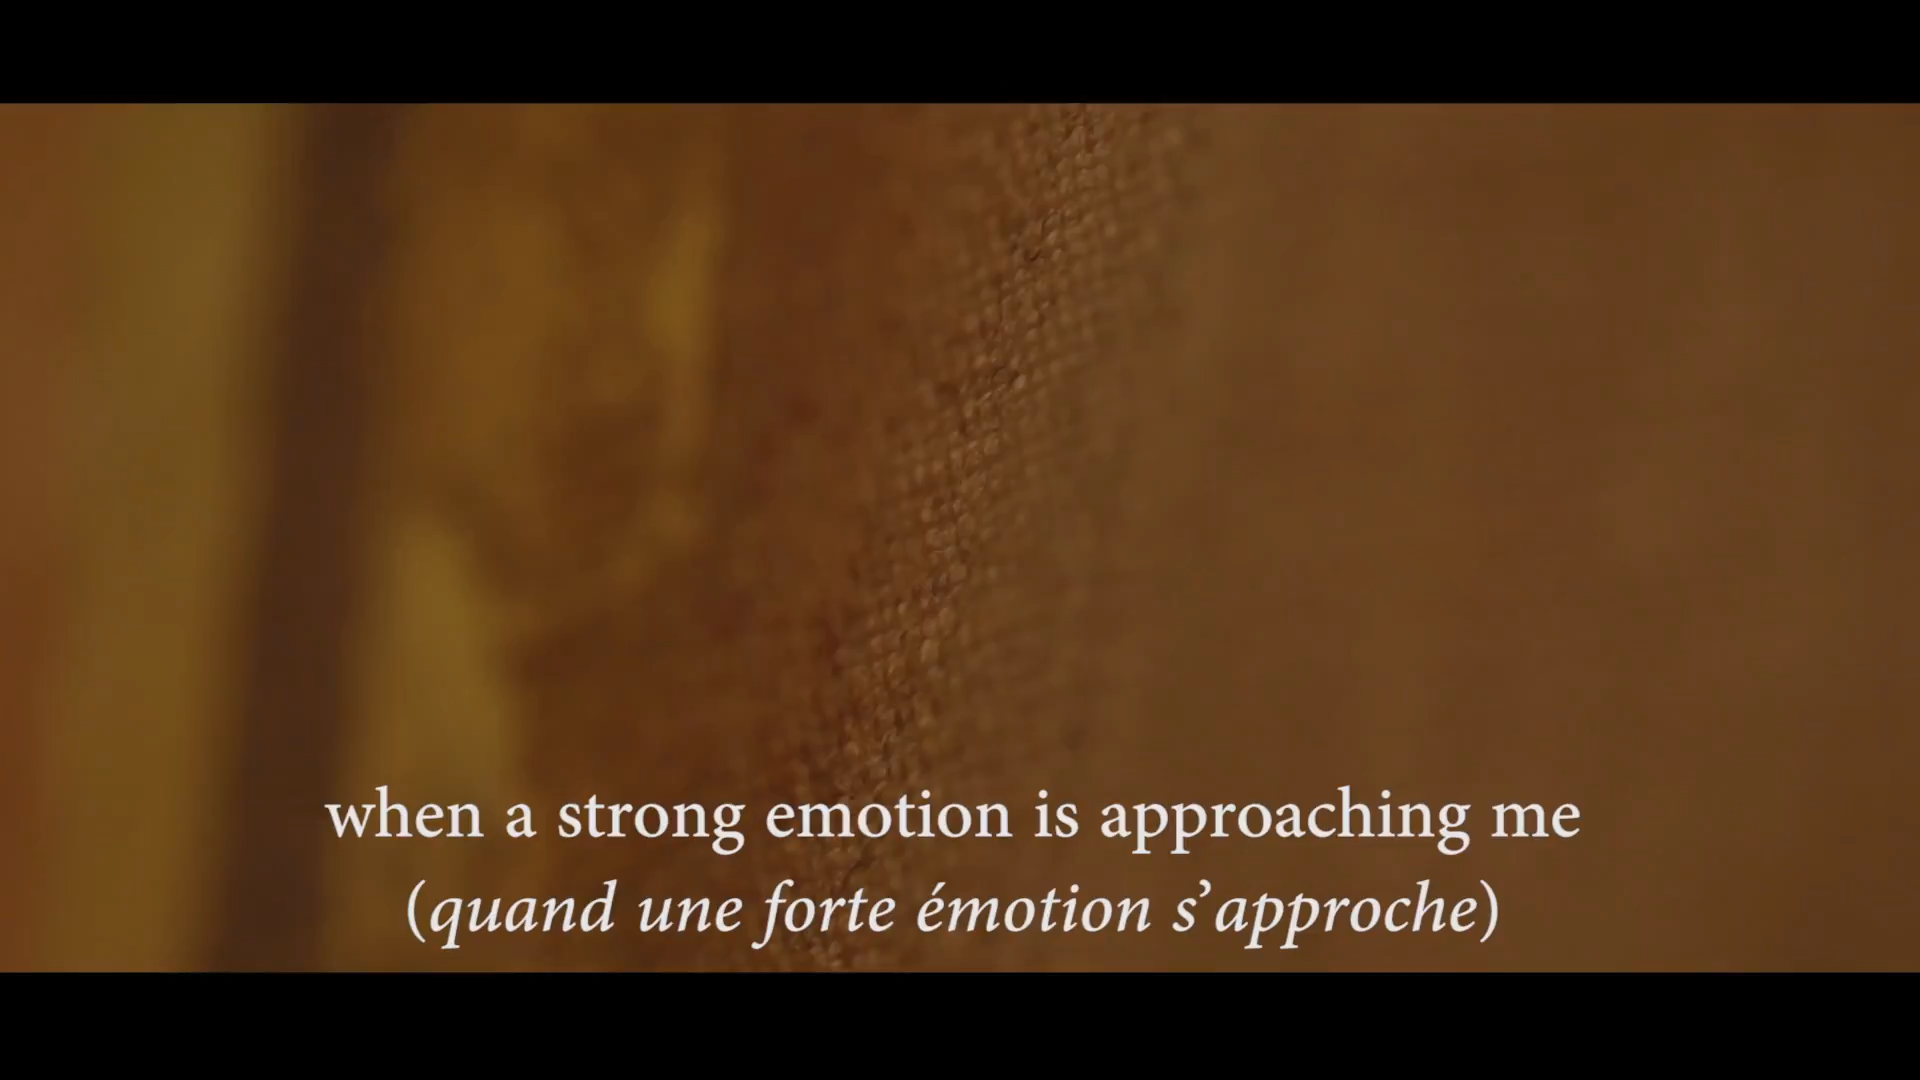 when a strong emotion is approaching me
(quand une forte émotion s’approche)